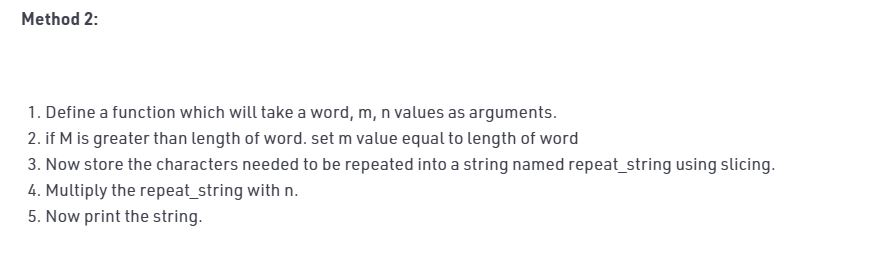 Method 2:
1. Define a function which will take a word, m, n values as arguments.
2. if M is greater than length of word. set m value equal to length of word
3. Now store the characters needed to be repeated into a string named repeat_string using slicing.
4. Multiply the repeat_string with n.
5. Now print the string.